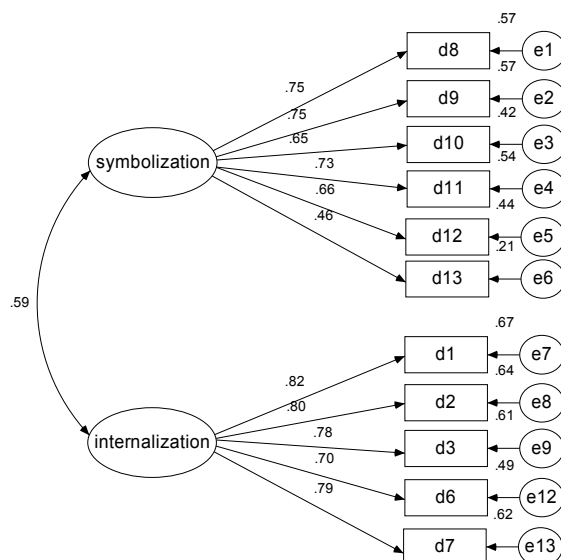 .57
d8
e1
.57
.75
d9
e2
.75
.42
.65
d10
e3
symbolization
.54
.73
d11
e4
.66
.44
.46
d12
e5
.21
d13
e6
.59
.67
d1
e7
.64
.82
.80
d2
e8
.61
.78
internalization
d3
e9
.70
.49
.79
d6
e12
.62
d7
e13